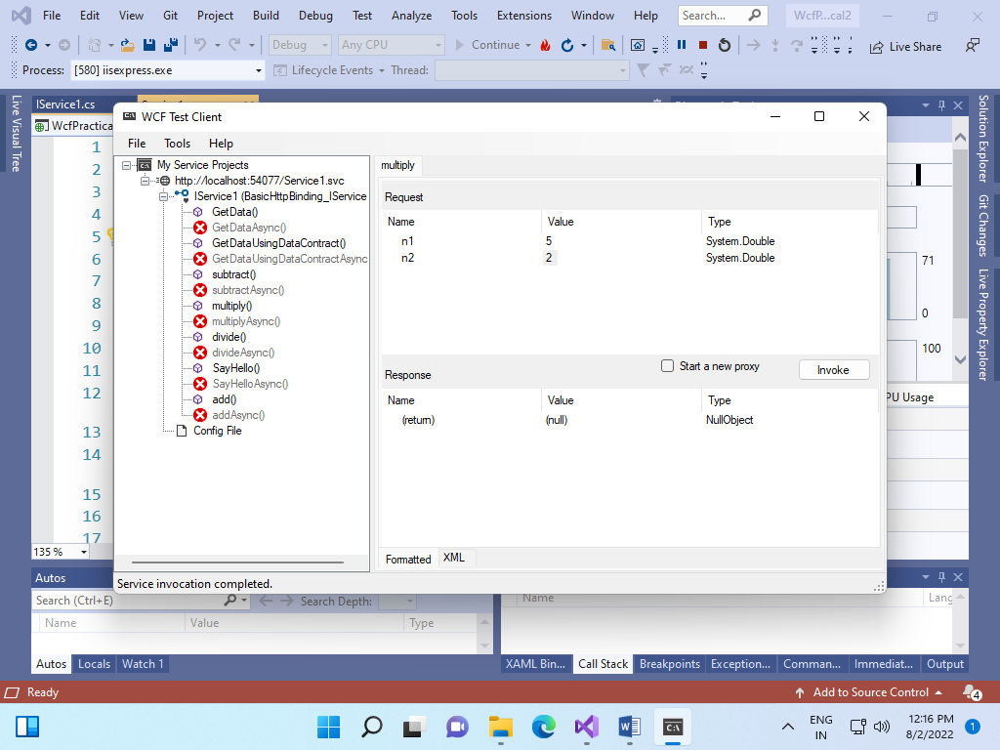 File Edit View Git Project Build Debug Test Analyze Tools Extensions Window Help Search... WcfP...cal2
Debug Any CPU Continue Live Share
Process: [580] iisexpress.exe Lifecycle Events Thread:
Live Visual Tree
IService1.cs
WcfPractica
1
2
3
4
5
6
7
8
9
10
11
12
13
14
15
16
17
135 %
WCF Test Client
File Tools Help
My Service Projects
http://localhost:54077/Service1.svc
IService1 (BasicHttpBinding_IService
GetData()
GetDataAsync()
GetDataUsingDataContract()
GetDataUsingDataContractAsync
subtract()
subtractAsync()
multiply()
multiplyAsync()
divide()
divideAsync()
SayHello()
SayHelloAsync()
add()
addAsync()
Config File
multiply
Request
Name Value Type
n1 5 System.Double
n2 2 System.Double
Response Start a new proxy Invoke
Name Value Type
(return) (null) NullObject
Formatted XML
Service invocation completed.
71
0
100
PU Usage
Solution Explorer
Git Changes
Live Property Explorer
Autos
Search (Ctrl+E) Search Depth:
Name Value Type
Autos Locals Watch 1
Name Lang
XAML Bin... Call Stack Breakpoints Exception... Comman... Immediat... Output
Ready Add to Source Control 4
ENG
IN
12:16 PM
8/2/2022
1